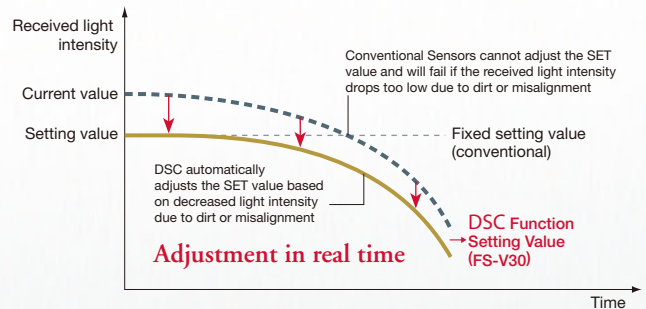 Received light
intensity
Conventional Sensors cannot adjust the SET
value and will fail if the received light intensity
drops too low due to dirt or misalignment
Current value
Setting value
Fixed setting value
(conventional)
DSC automatically
adjusts the SET value based
on decreased light intensity
due to dirt or misalignment
DSC Function
Setting Value
(FS-V30)
Adjustment in real time
Time